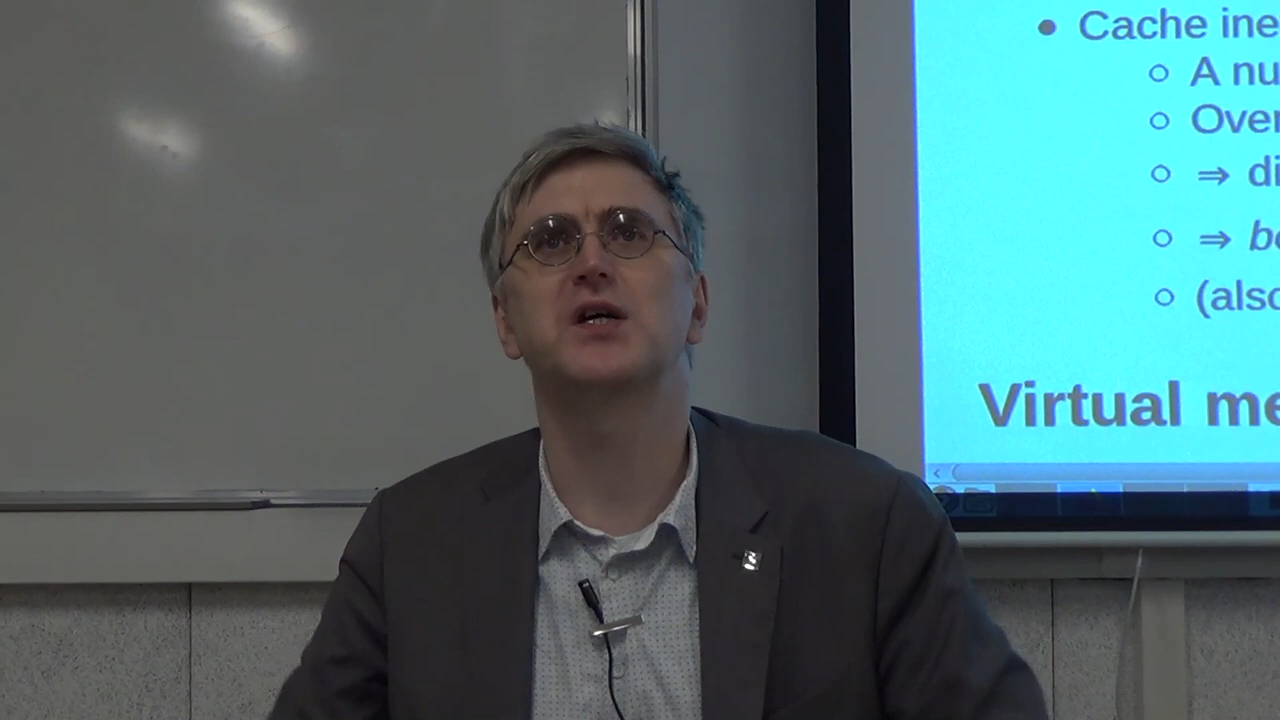 • Cache ine
○ A nu
○ Over
○ ⇒ di
○ ⇒ be
○ (also
Virtual me